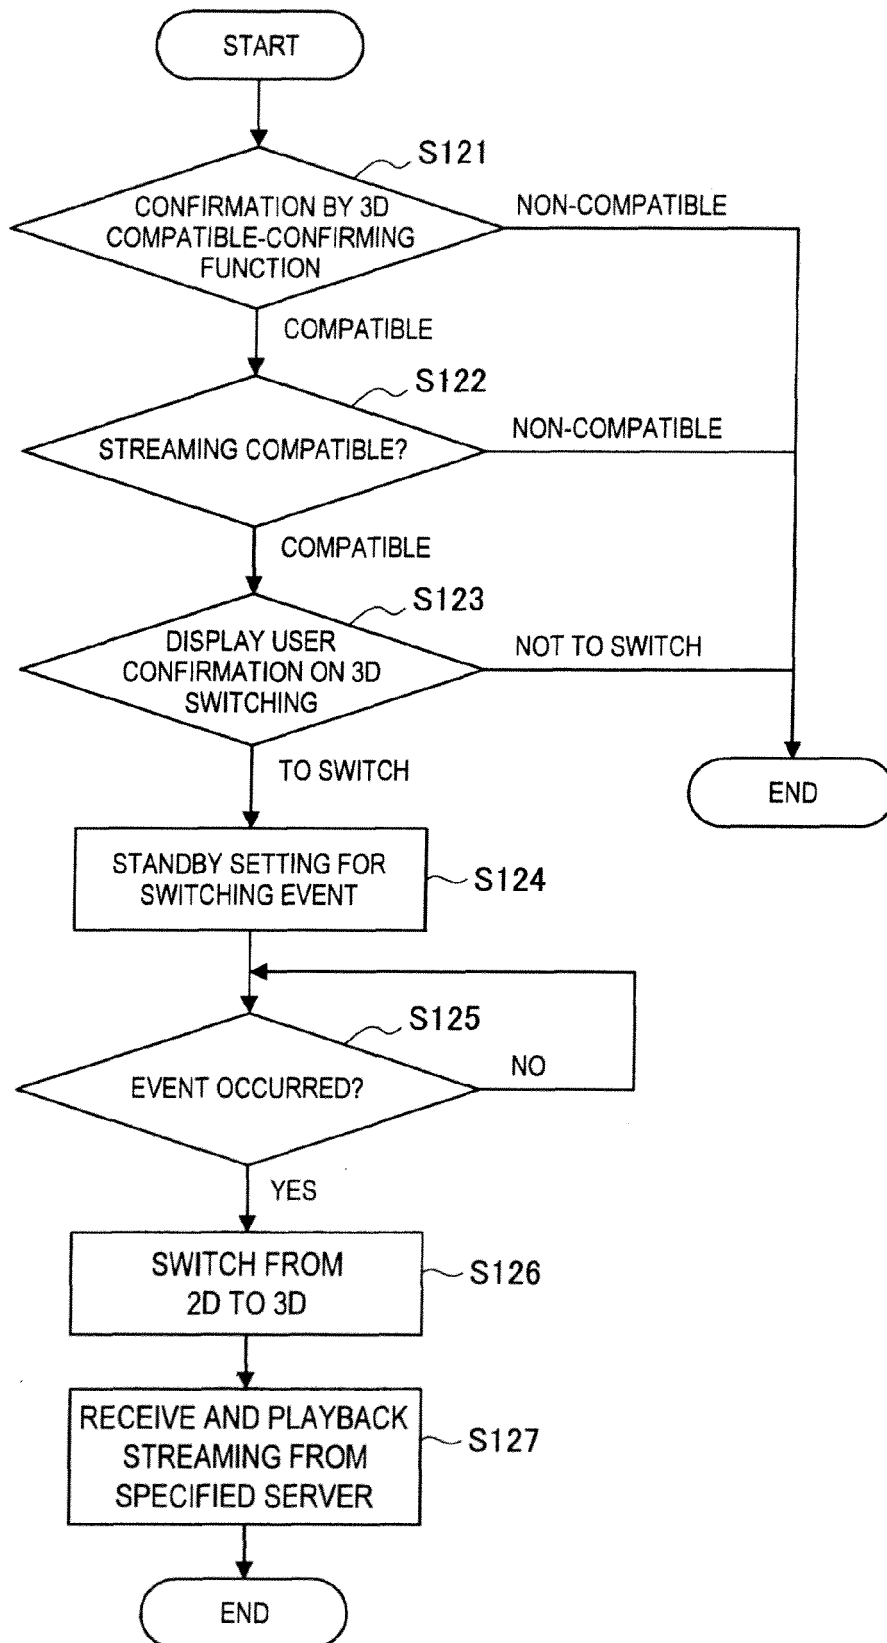 START
S121
CONFIRMATION BY 3D
COMPATIBLE-CONFIRMING
FUNCTION
NON-COMPATIBLE
COMPATIBLE
S122
STREAMING COMPATIBLE?
NON-COMPATIBLE
COMPATIBLE
S123
DISPLAY USER
CONFIRMATION ON 3D
SWITCHING
NOT TO SWITCH
TO SWITCH
END
STANDBY SETTING FOR
SWITCHING EVENT
S124
S125
EVENT OCCURRED?
NO
YES
SWITCH FROM
2D TO 3D
S126
RECEIVE AND PLAYBACK
STREAMING FROM
SPECIFIED SERVER
S127
END